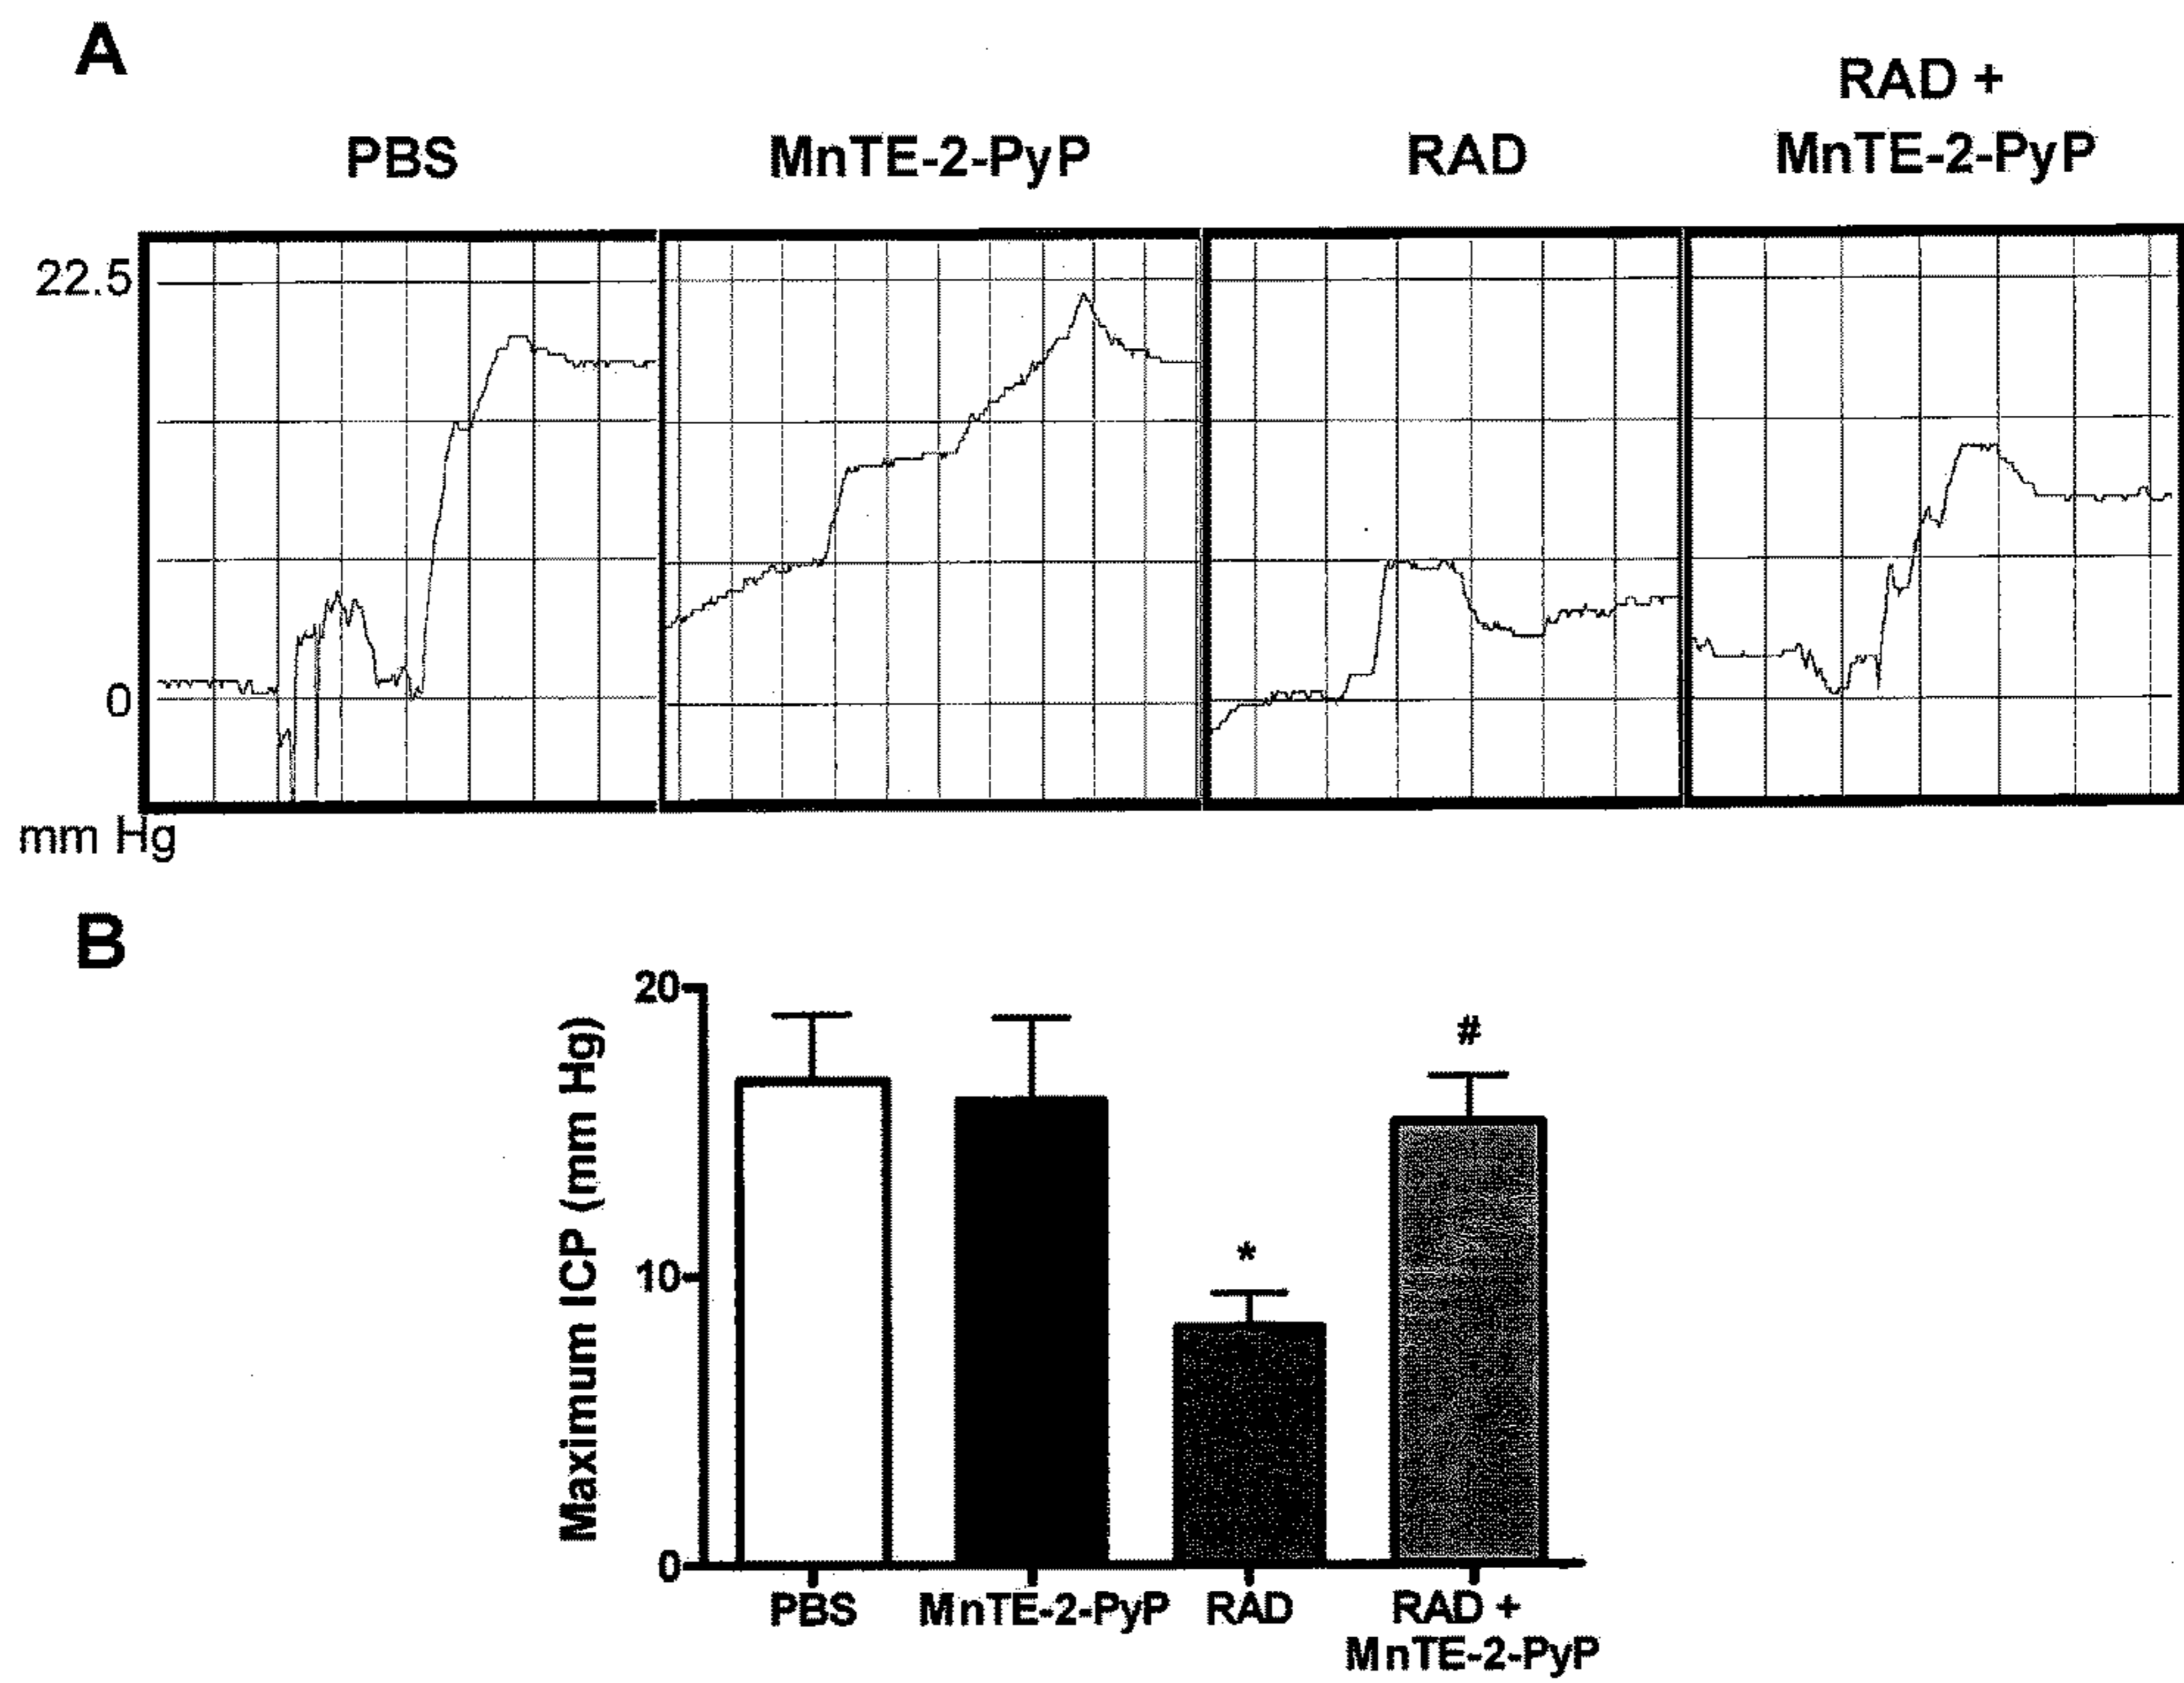 A
PBS
MnTE-2-PyP
RAD
RAD +
MnTE-2-PyP
22.5
0
mm Hg
B
Maximum ICP (mm Hg)
20
10
0
*
#
PBS
MnTE-2-PyP
RAD
RAD +
MnTE-2-PyP